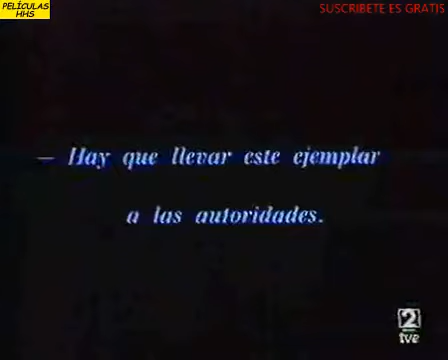 PELÍCULAS
HHS
SUSCRIBETE ES GRATIS
— Hay que llevar este ejemplar
a las autoridades.
2
tve